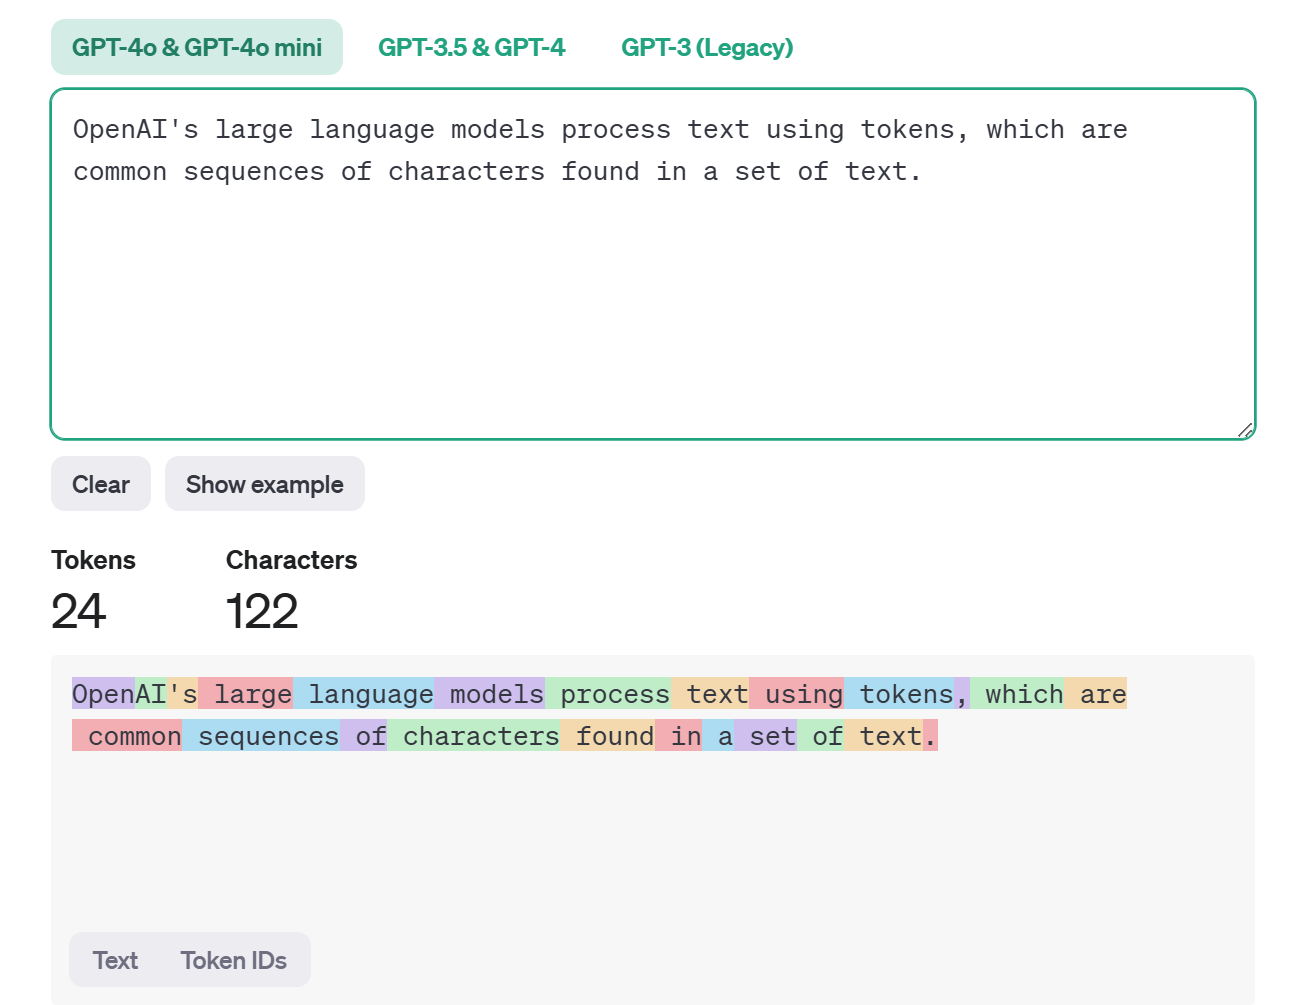 GPT-4o & GPT-4o mini GPT-3.5 & GPT-4 GPT-3 (Legacy)
OpenAI's large language models process text using tokens, which are
common sequences of characters found in a set of text.
Clear Show example
Tokens Characters
24 122
OpenAI's large language models process text using tokens, which are
common sequences of characters found in a set of text.
Text Token IDs